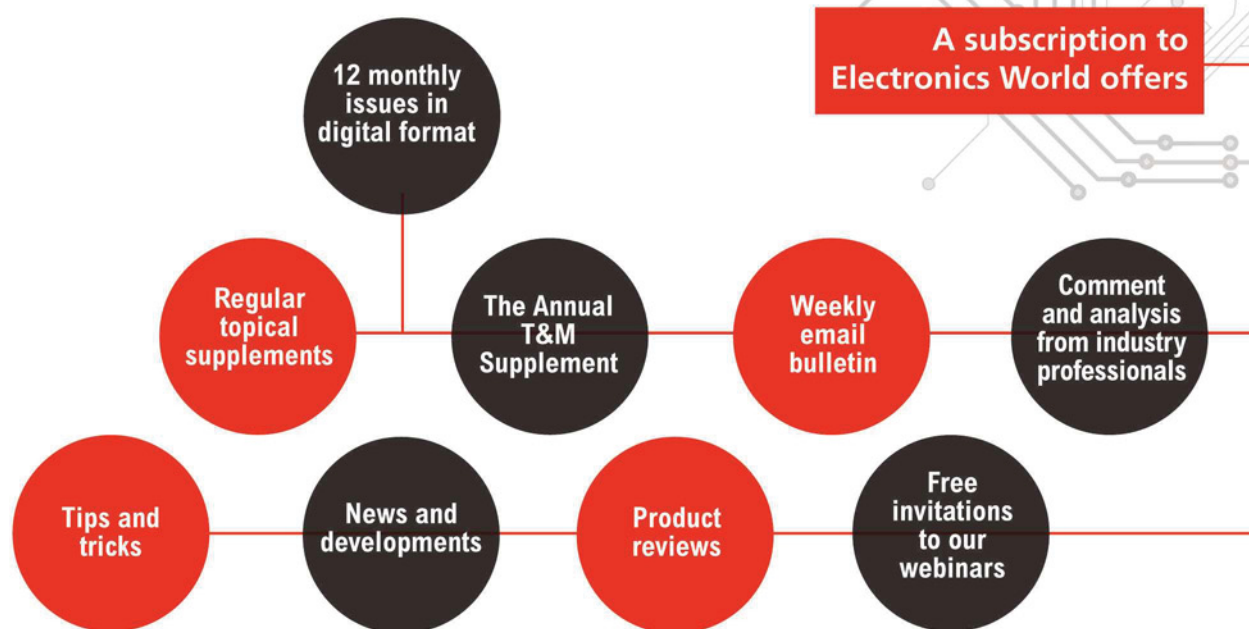 A subscription to
Electronics World offers
12 monthly
issues in
digital format
Regular
topical
supplements
The Annual
T&M
Supplement
Weekly
email
bulletin
Comment
and analysis
from industry
professionals
Tips and
tricks
News and
developments
Product
reviews
Free
invitations
to our
webinars